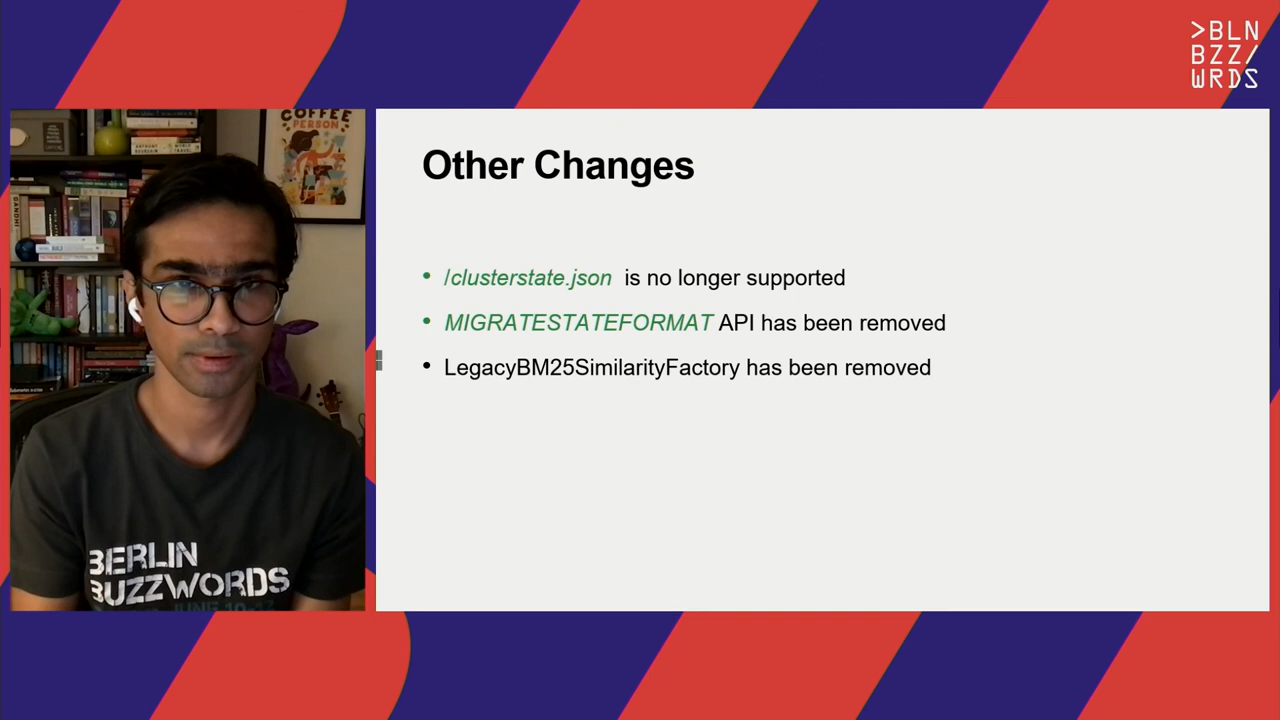 >BLN
BZZ/
WRDS
COFFEE
PERSON
Other Changes
• /clusterstate.json is no longer supported
• MIGRATESTATEFORMAT API has been removed
• LegacyBM25SimilarityFactory has been removed
GANDHI
BERLIN
BUZZWORDS